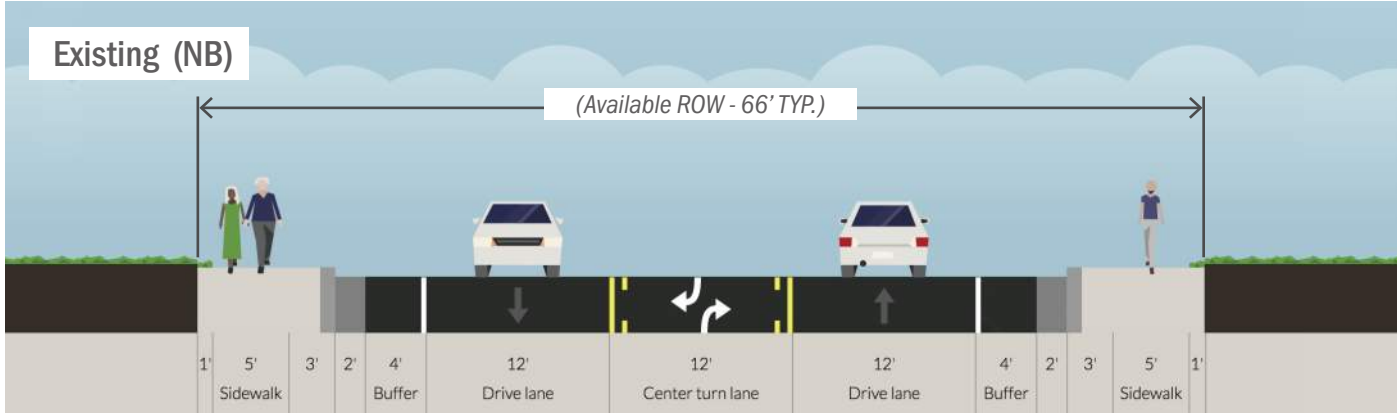 Existing (NB)
(Available ROW - 66’ TYP.)
1' 5' 3' 2' 4' 12' 12' 12' 4' 2' 3' 5' 1'
Sidewalk Buffer Drive lane Center turn lane Drive lane Buffer Sidewalk